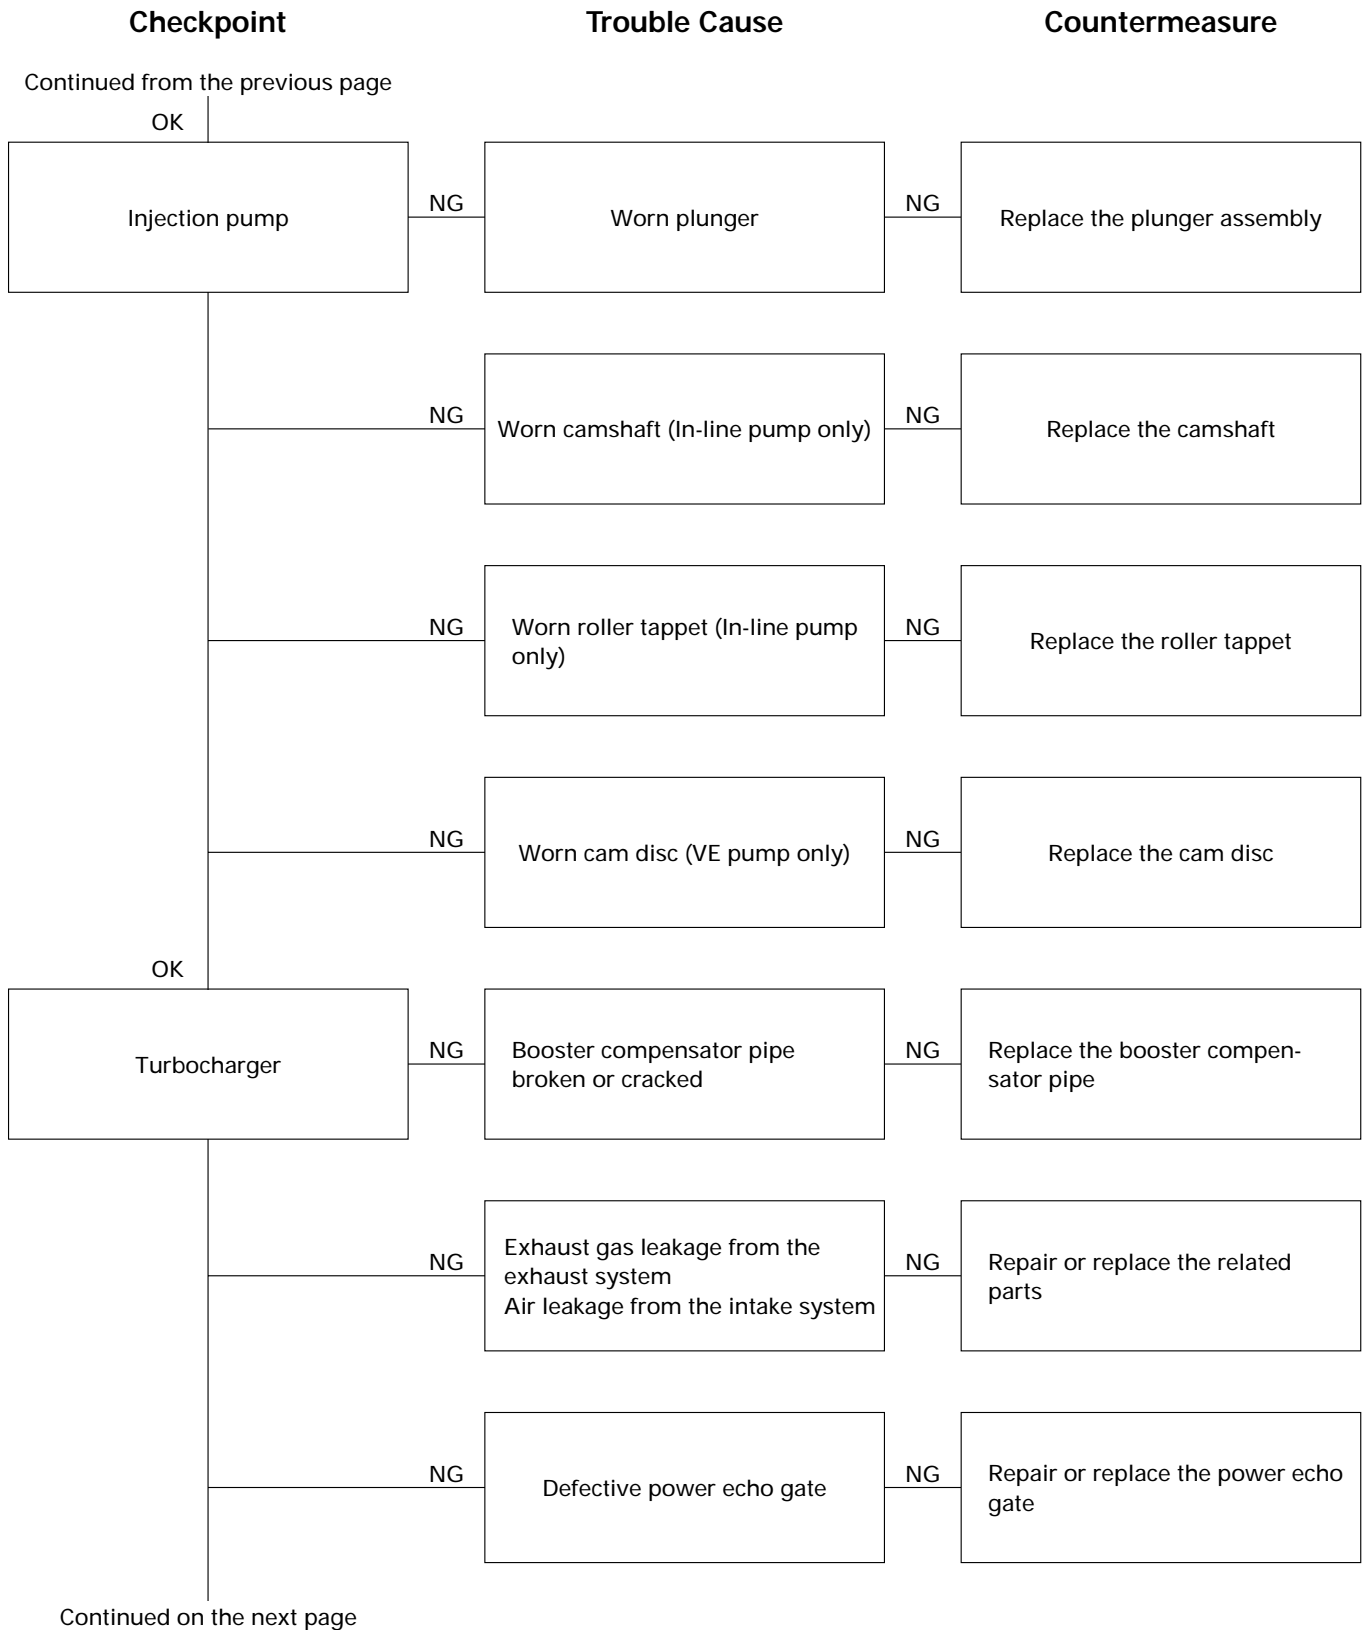 Checkpoint Trouble Cause Countermeasure
Continued from the previous page
OK
Injection pump
NG
Worn plunger
NG
Replace the plunger assembly
NG
Worn camshaft (In-line pump only)
NG
Replace the camshaft
NG
Worn roller tappet (In-line pump
only)
NG
Replace the roller tappet
NG
Worn cam disc (VE pump only)
NG
Replace the cam disc
OK
Turbocharger
NG
Booster compensator pipe
broken or cracked
NG
Replace the booster compen-
sator pipe
NG
Exhaust gas leakage from the
exhaust system
Air leakage from the intake system
NG
Repair or replace the related
parts
NG
Defective power echo gate
NG
Repair or replace the power echo
gate
Continued on the next page